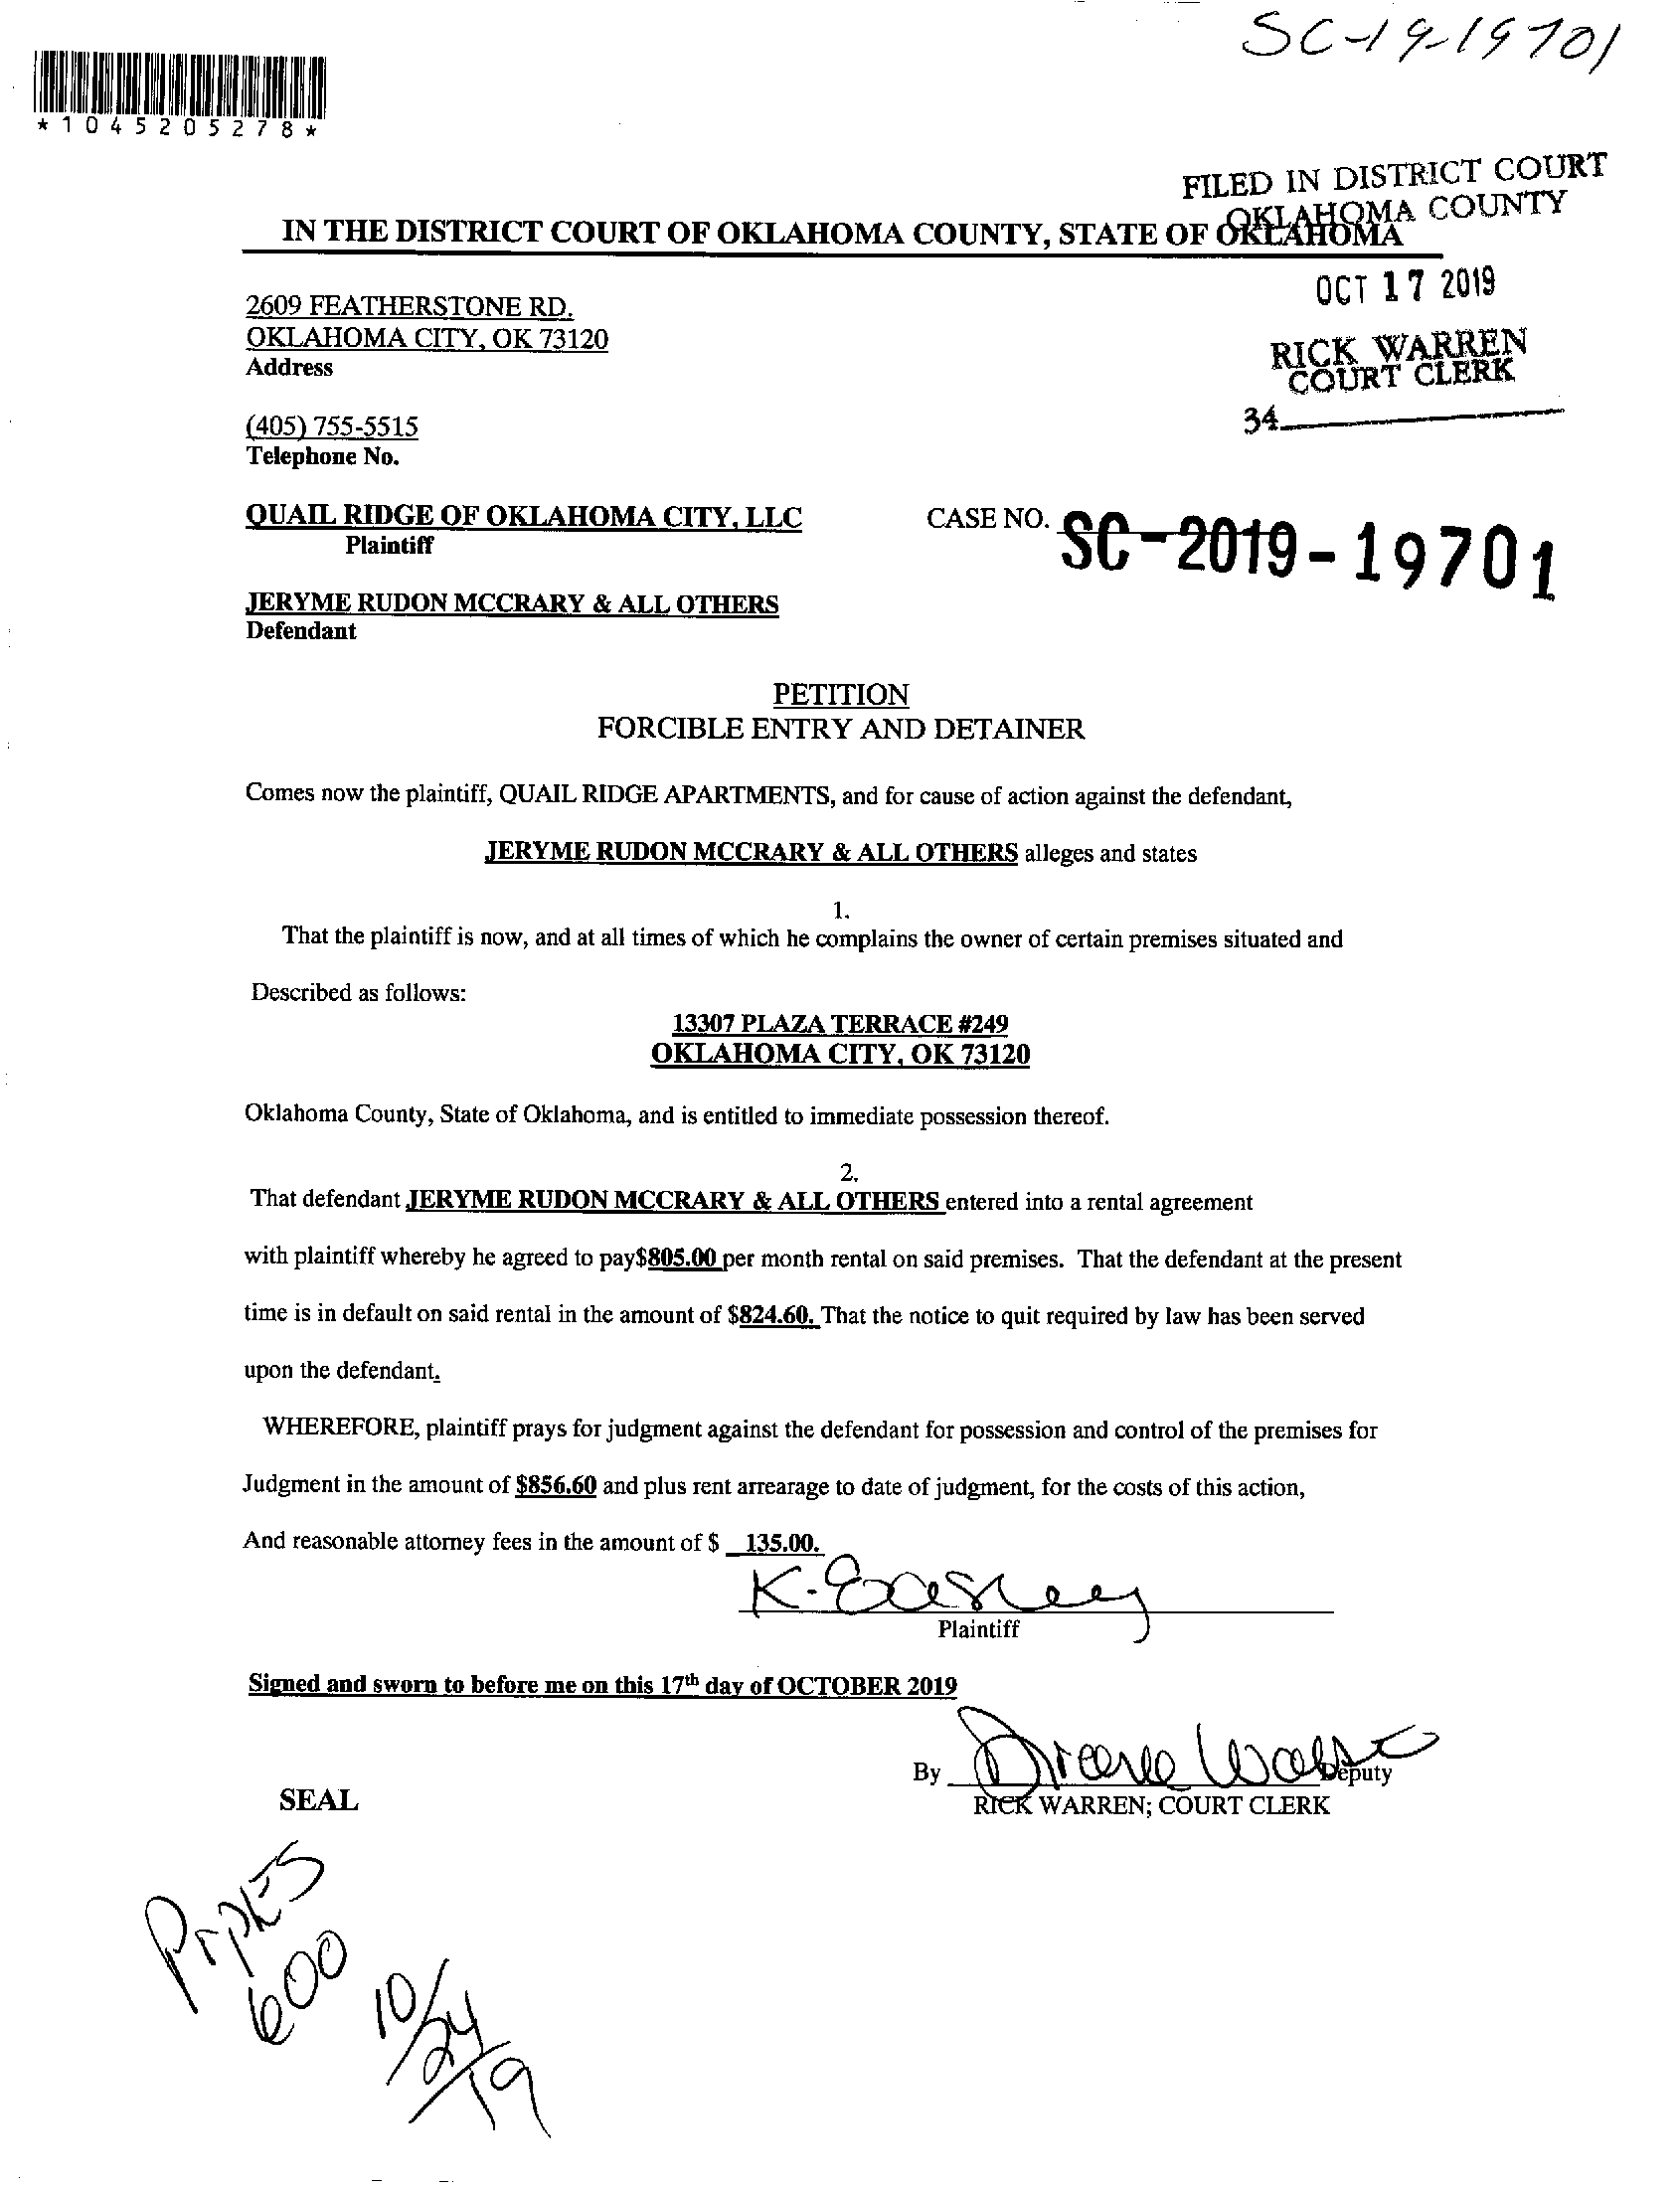 SC-19-19701
*1045205278*
FILED IN DISTRICT COURT
OKLAHOMA COUNTY
IN THE DISTRICT COURT OF OKLAHOMA COUNTY, STATE OF OKLAHOMA
OCT 17 2019
2609 FEATHERSTONE RD.
OKLAHOMA CITY, OK 73120
Address
RICK WARREN
COURT CLERK
34
(405) 755-5515
Telephone No.
QUAIL RIDGE OF OKLAHOMA CITY, LLC
Plaintiff
CASE NO. SC-2019-19701
JERYME RUDON MCCRARY & ALL OTHERS
Defendant
PETITION
FORCIBLE ENTRY AND DETAINER
Comes now the plaintiff, QUAIL RIDGE APARTMENTS, and for cause of action against the defendant,
JERYME RUDON MCCRARY & ALL OTHERS alleges and states
1.
That the plaintiff is now, and at all times of which he complains the owner of certain premises situated and
Described as follows:
13307 PLAZA TERRACE #249
OKLAHOMA CITY, OK 73120
Oklahoma County, State of Oklahoma, and is entitled to immediate possession thereof.
2.
That defendant JERYME RUDON MCCRARY & ALL OTHERS entered into a rental agreement
with plaintiff whereby he agreed to pay$805.00 per month rental on said premises. That the defendant at the present
time is in default on said rental in the amount of $824.60. That the notice to quit required by law has been served
upon the defendant.
WHEREFORE, plaintiff prays for judgment against the defendant for possession and control of the premises for
Judgment in the amount of $856.60 and plus rent arrearage to date of judgment, for the costs of this action,
And reasonable attorney fees in the amount of $ 135.00.
K.
Plaintiff
Signed and sworn to before me on this 17th day of OCTOBER 2019
By
Deputy
RICK WARREN; COURT CLERK
SEAL
600
10/24/19